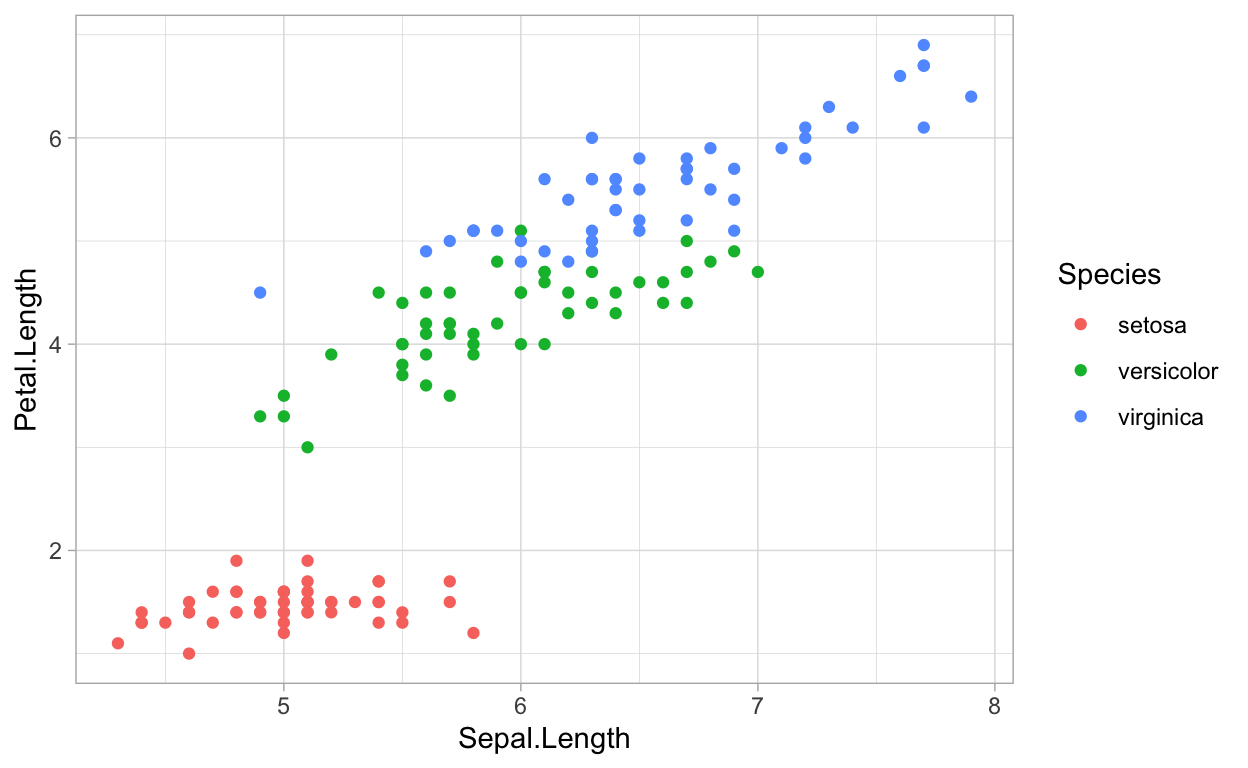 6
4
2
Petal.Length
5 6 7 8
Sepal.Length
Species
setosa
versicolor
virginica